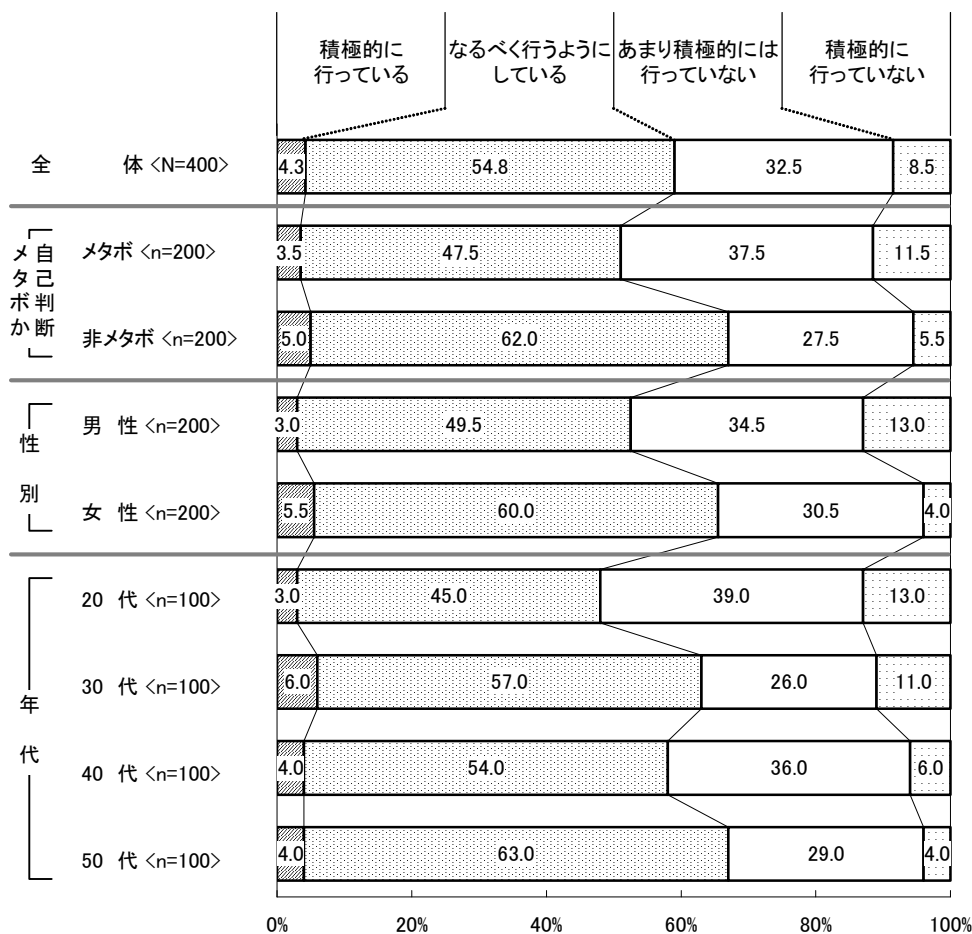 積極的に
行っている
なるべく行うように
している
あまり積極的には
行っていない
積極的に
行っていない
全 体 <N=400>
4.3 54.8 32.5 8.5
自己判断
メタボか
メタボ <n=200>
3.5 47.5 37.5 11.5
非メタボ <n=200>
5.0 62.0 27.5 5.5
性別
男 性 <n=200>
3.0 49.5 34.5 13.0
女 性 <n=200>
5.5 60.0 30.5 4.0
年代
20 代 <n=100>
3.0 45.0 39.0 13.0
30 代 <n=100>
6.0 57.0 26.0 11.0
40 代 <n=100>
4.0 54.0 36.0 6.0
50 代 <n=100>
4.0 63.0 29.0 4.0
0% 20% 40% 60% 80% 100%